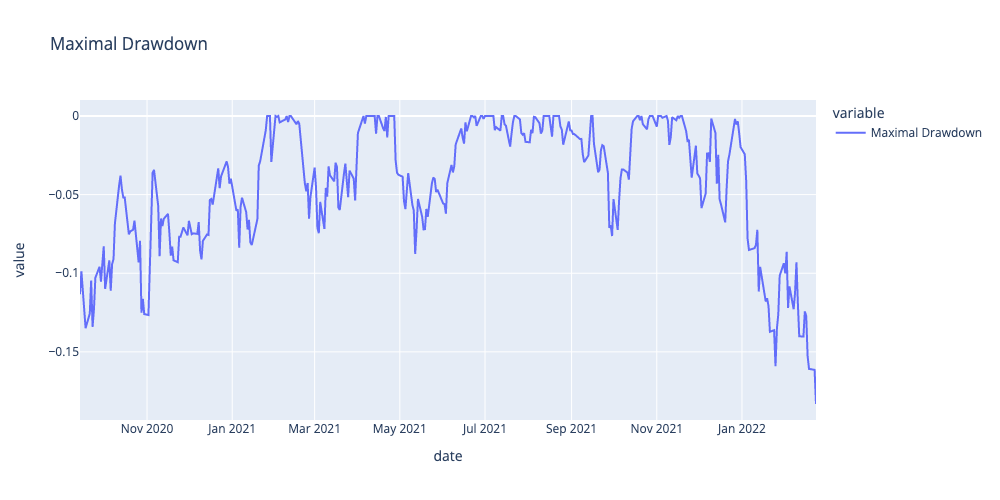 Maximal Drawdown
variable
Maximal Drawdown
value
0
−0.05
−0.1
−0.15
Nov 2020
Jan 2021
Mar 2021
May 2021
Jul 2021
Sep 2021
Nov 2021
Jan 2022
date